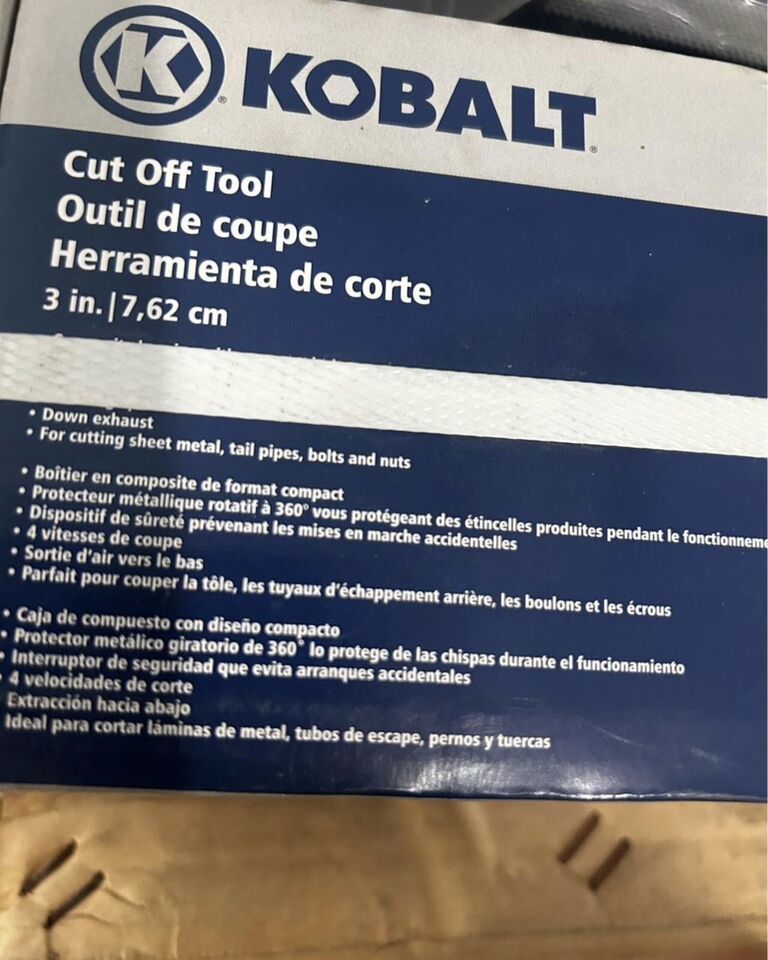 K
KOBALT
Cut Off Tool
Outil de coupe
Herramienta de corte
3 in. | 7,62 cm
• Down exhaust
• For cutting sheet metal, tail pipes, bolts and nuts
• Boîtier en composite de format compact
• Protecteur métallique rotatif à 360° vous protégeant des étincelles produites pendant le fonctionneme
• Dispositif de sûreté prévenant les mises en marche accidentelles
• 4 vitesses de coupe
• Sortie d'air vers le bas
• Parfait pour couper la tôle, les tuyaux d'échappement arrière, les boulons et les écrous
• Caja de compuesto con diseño compacto
• Protector metálico giratorio de 360° lo protege de las chispas durante el funcionamiento
• Interruptor de seguridad que evita arranques accidentales
• 4 velocidades de corte
Extracción hacia abajo
Ideal para cortar láminas de metal, tubos de escape, pernos y tuercas